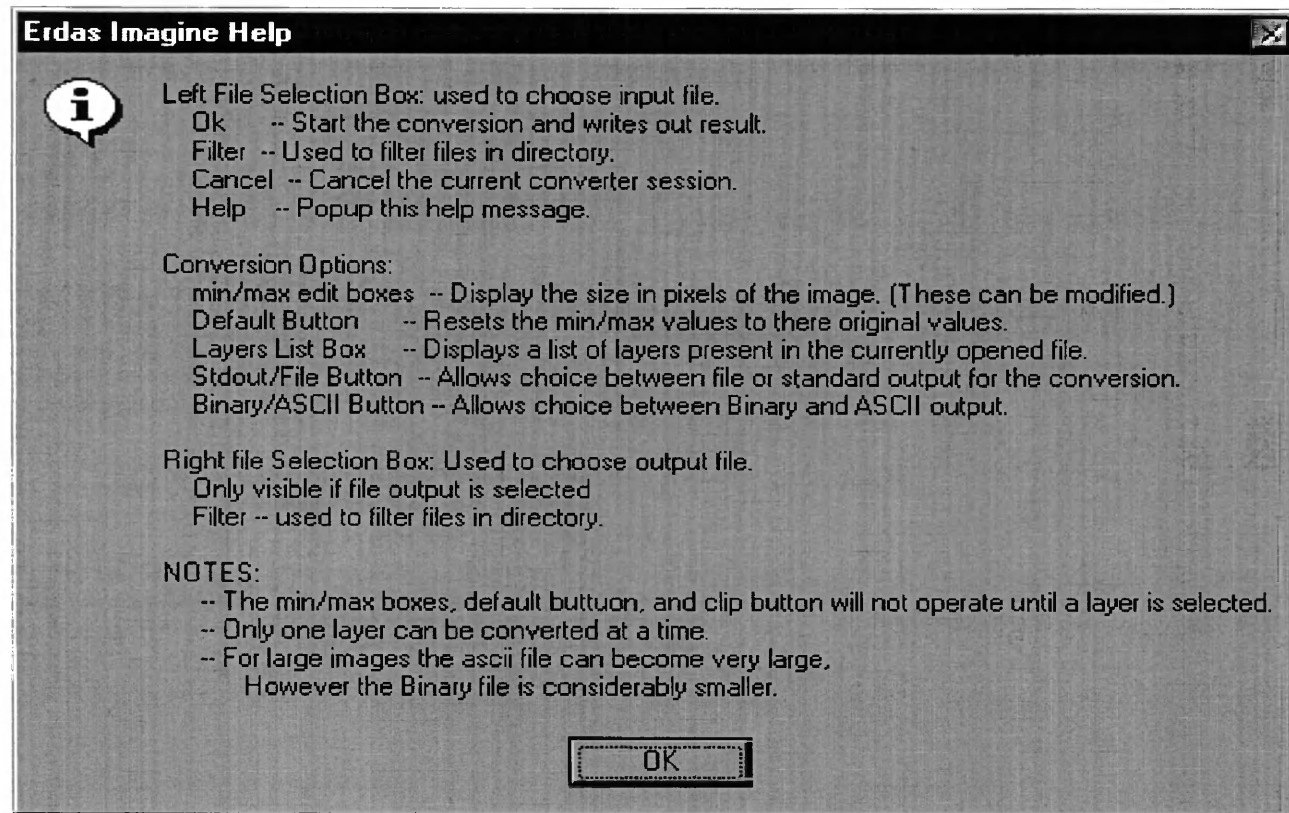 Erdas Imagine Help
Left File Selection Box: used to choose input file.
Ok -- Start the conversion and writes out result.
Filter -- Used to filter files in directory.
Cancel -- Cancel the current converter session.
Help -- Popup this help message.
Conversion Options:
min/max edit boxes -- Display the size in pixels of the image. (These can be modified.)
Default Button -- Resets the min/max values to there original values.
Layers List Box -- Displays a list of layers present in the currently opened file.
Stdout/File Button -- Allows choice between file or standard output for the conversion.
Binary/ASCII Button -- Allows choice between Binary and ASCII output.
Right file Selection Box: Used to choose output file.
Only visible if file output is selected
Filter -- used to filter files in directory.
NOTES:
-- The min/max boxes, default buttuon, and clip button will not operate until a layer is selected.
-- Only one layer can be converted at a time.
-- For large images the ascii file can become very large,
However the Binary file is considerably smaller.
OK